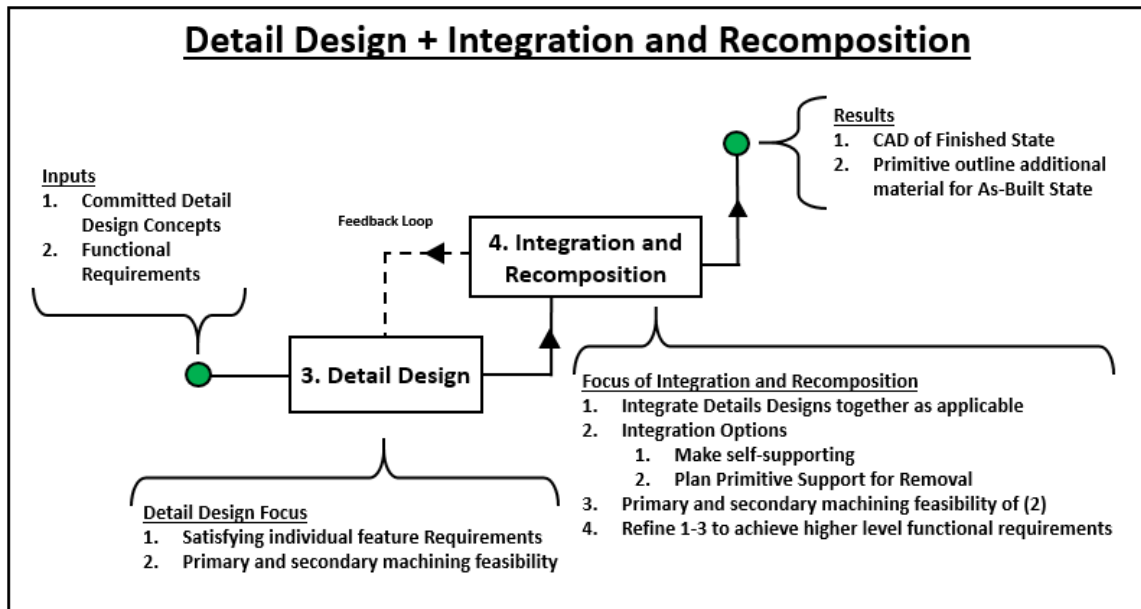 Detail Design + Integration and Recomposition
Inputs
1. Committed Detail
Design Concepts
2. Functional
Requirements
Feedback Loop
4. Integration and
Recomposition
Results
1. CAD of Finished State
2. Primitive outline additional
material for As-Built State
3. Detail Design
Detail Design Focus
1. Satisfying individual feature Requirements
2. Primary and secondary machining feasibility
Focus of Integration and Recomposition
1. Integrate Details Designs together as applicable
2. Integration Options
1. Make self-supporting
2. Plan Primitive Support for Removal
3. Primary and secondary machining feasibility of (2)
4. Refine 1-3 to achieve higher level functional requirements